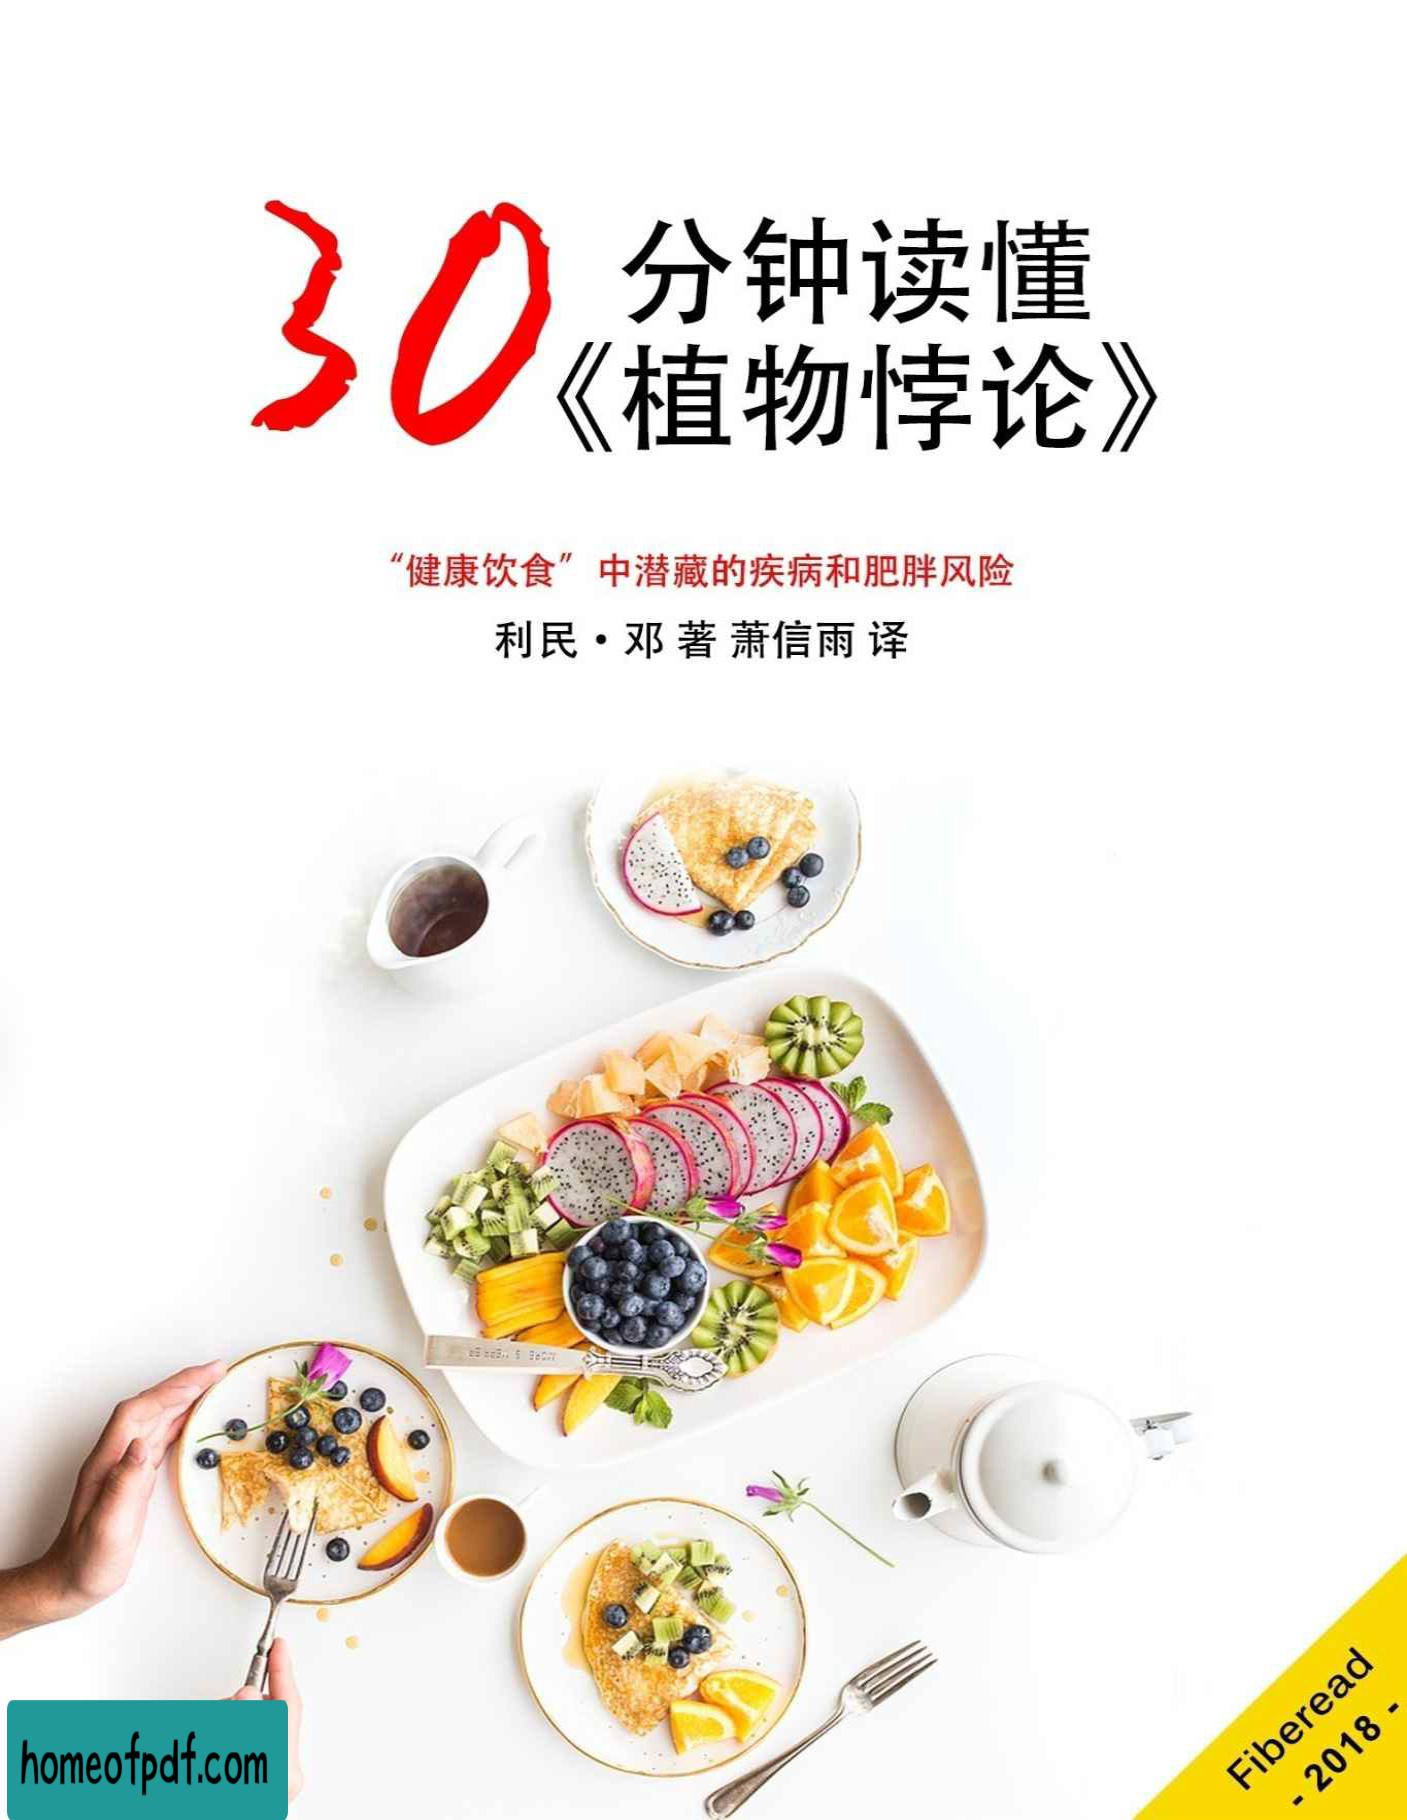 30 分钟读懂
《植物悖论》
“健康饮食”中潜藏的疾病和肥胖风险
利民·邓 著 萧信雨 译
Fiberead
- 2018 -
homeofpdf.com